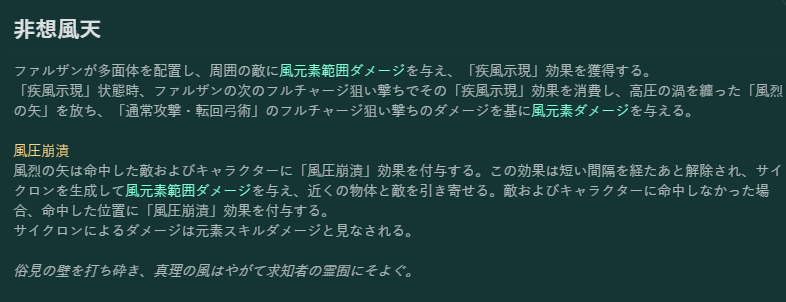 非想風天
ファルザンが多面体を配置し、周囲の敵に風元素範囲ダメージを与え、「疾風示現」効果を獲得する。
「疾風示現」状態時、ファルザンの次のフルチャージ狙い撃ちでその「疾風示現」効果を消費し、高圧の渦を纏った「風烈
の矢」を放ち、「通常攻撃・転回弓術」のフルチャージ狙い撃ちのダメージを基に風元素ダメージを与える。
風圧崩潰
風烈の矢は命中した敵およびキャラクターに「風圧崩潰」効果を付与する。この効果は短い間隔を経たあと解除され、サイ
クロンを生成して風元素範囲ダメージを与え、近くの物体と敵を引き寄せる。敵およびキャラクターに命中しなかった場
合、命中した位置に「風圧崩潰」効果を付与する。
サイクロンによるダメージは元素スキルダメージと見なされる。
俗見の壁を打ち砕き、真理の風はやがて求知者の霊囿にそよぐ。